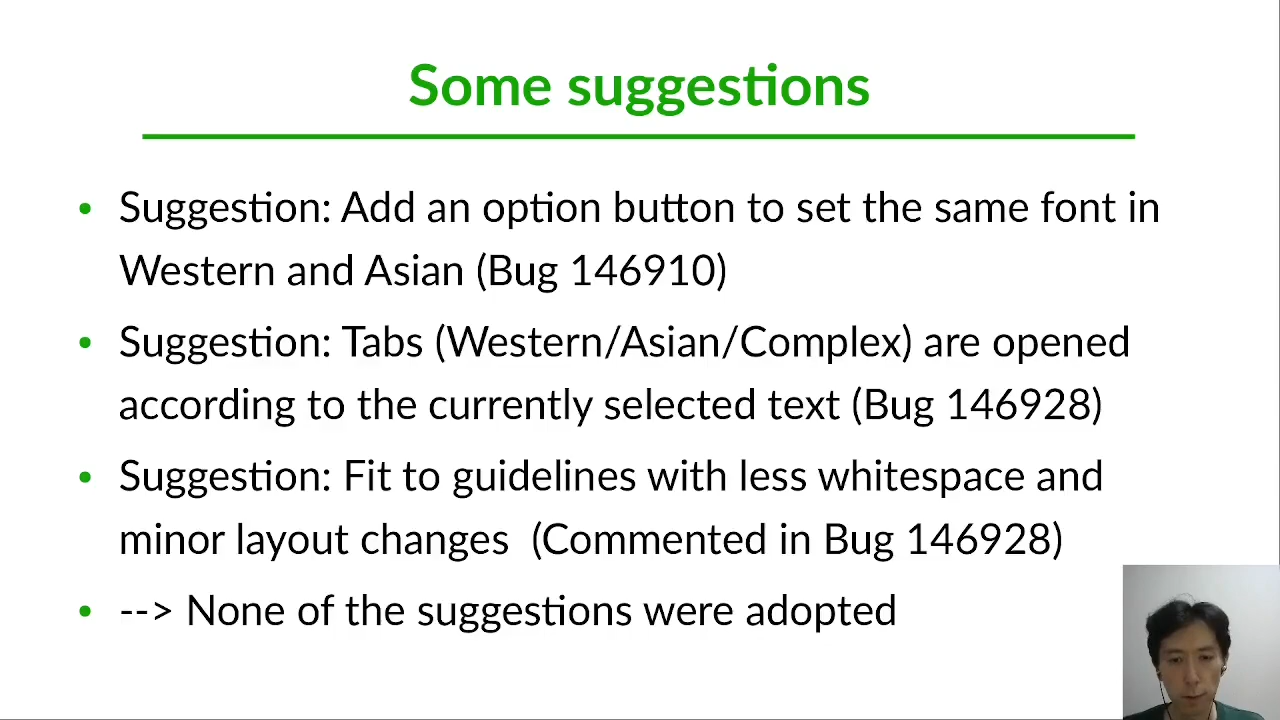 Some suggestions
• Suggestion: Add an option button to set the same font in
Western and Asian (Bug 146910)
• Suggestion: Tabs (Western/Asian/Complex) are opened
according to the currently selected text (Bug 146928)
• Suggestion: Fit to guidelines with less whitespace and
minor layout changes  (Commented in Bug 146928)
• --> None of the suggestions were adopted